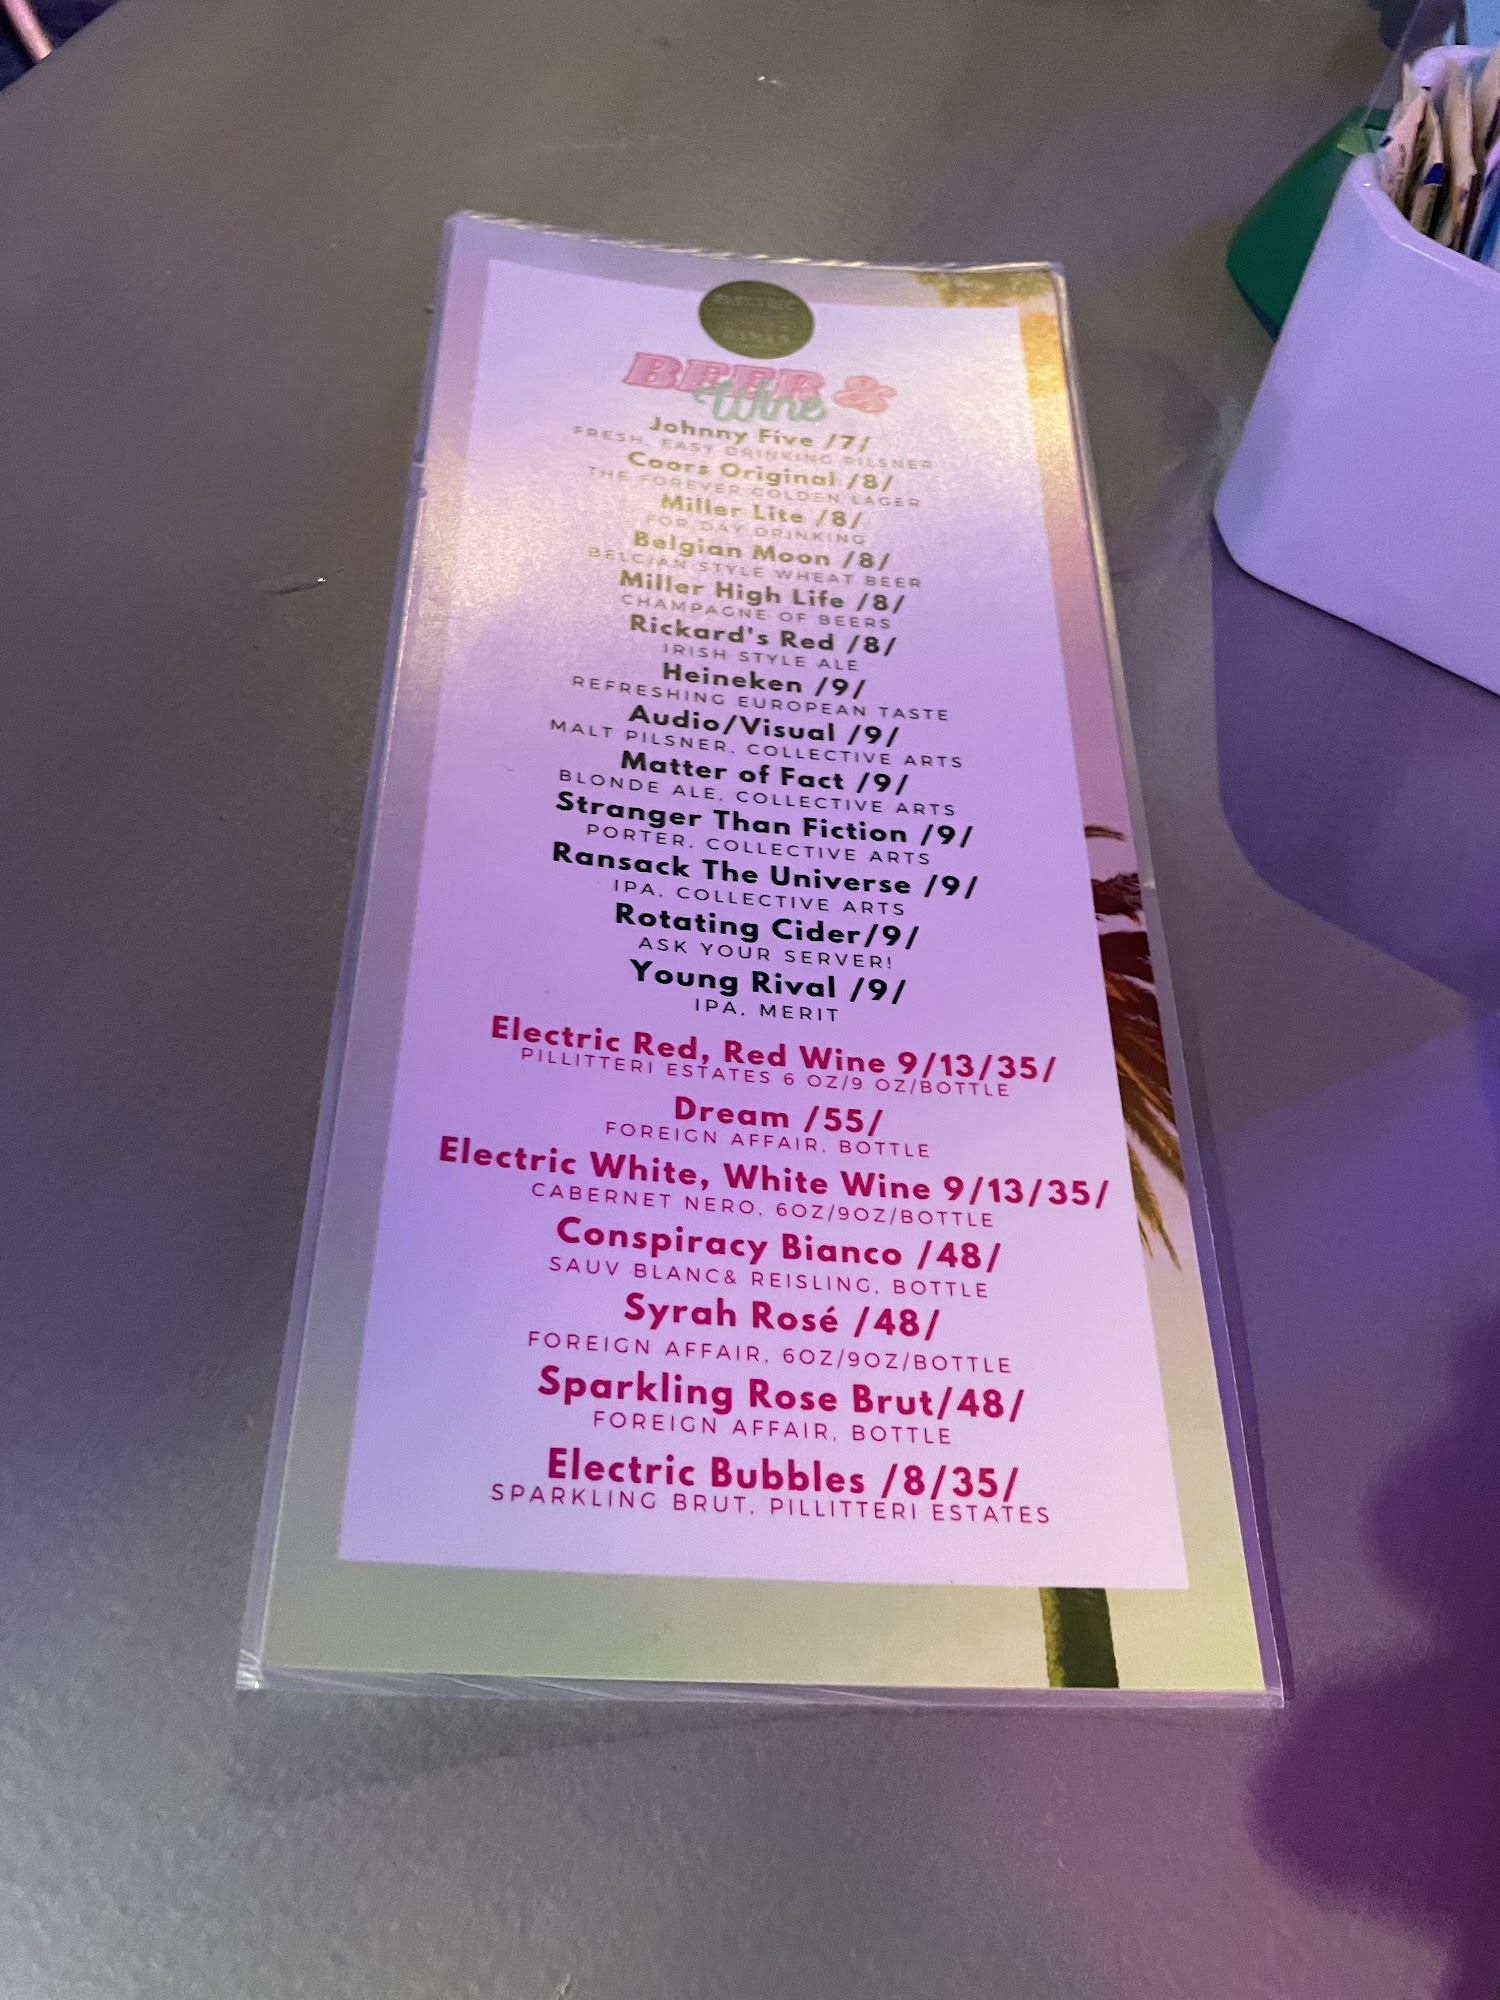 ELECTRIC
DINER
BEER &
Wine
Johnny Five /7/
FRESH, EASY DRINKING PILSNER
Coors Original /8/
THE FOREVER GOLDEN LAGER
Miller Lite /8/
FOR DAY DRINKING
Belgian Moon /8/
BELGIAN STYLE WHEAT BEER
Miller High Life /8/
CHAMPAGNE OF BEERS
Rickard's Red /8/
IRISH STYLE ALE
Heineken /9/
REFRESHING EUROPEAN TASTE
Audio/Visual /9/
MALT PILSNER, COLLECTIVE ARTS
Matter of Fact /9/
BLONDE ALE, COLLECTIVE ARTS
Stranger Than Fiction /9/
PORTER, COLLECTIVE ARTS
Ransack The Universe /9/
IPA, COLLECTIVE ARTS
Rotating Cider/9/
ASK YOUR SERVER!
Young Rival /9/
IPA, MERIT
Electric Red, Red Wine 9/13/35/
PILLITTERI ESTATES 6 OZ/9 OZ/BOTTLE
Dream /55/
FOREIGN AFFAIR, BOTTLE
Electric White, White Wine 9/13/35/
CABERNET NERO, 6OZ/9OZ/BOTTLE
Conspiracy Bianco /48/
SAUV BLANC& REISLING, BOTTLE
Syrah Rosé /48/
FOREIGN AFFAIR, 6OZ/9OZ/BOTTLE
Sparkling Rose Brut/48/
FOREIGN AFFAIR, BOTTLE
Electric Bubbles /8/35/
SPARKLING BRUT, PILLITTERI ESTATES